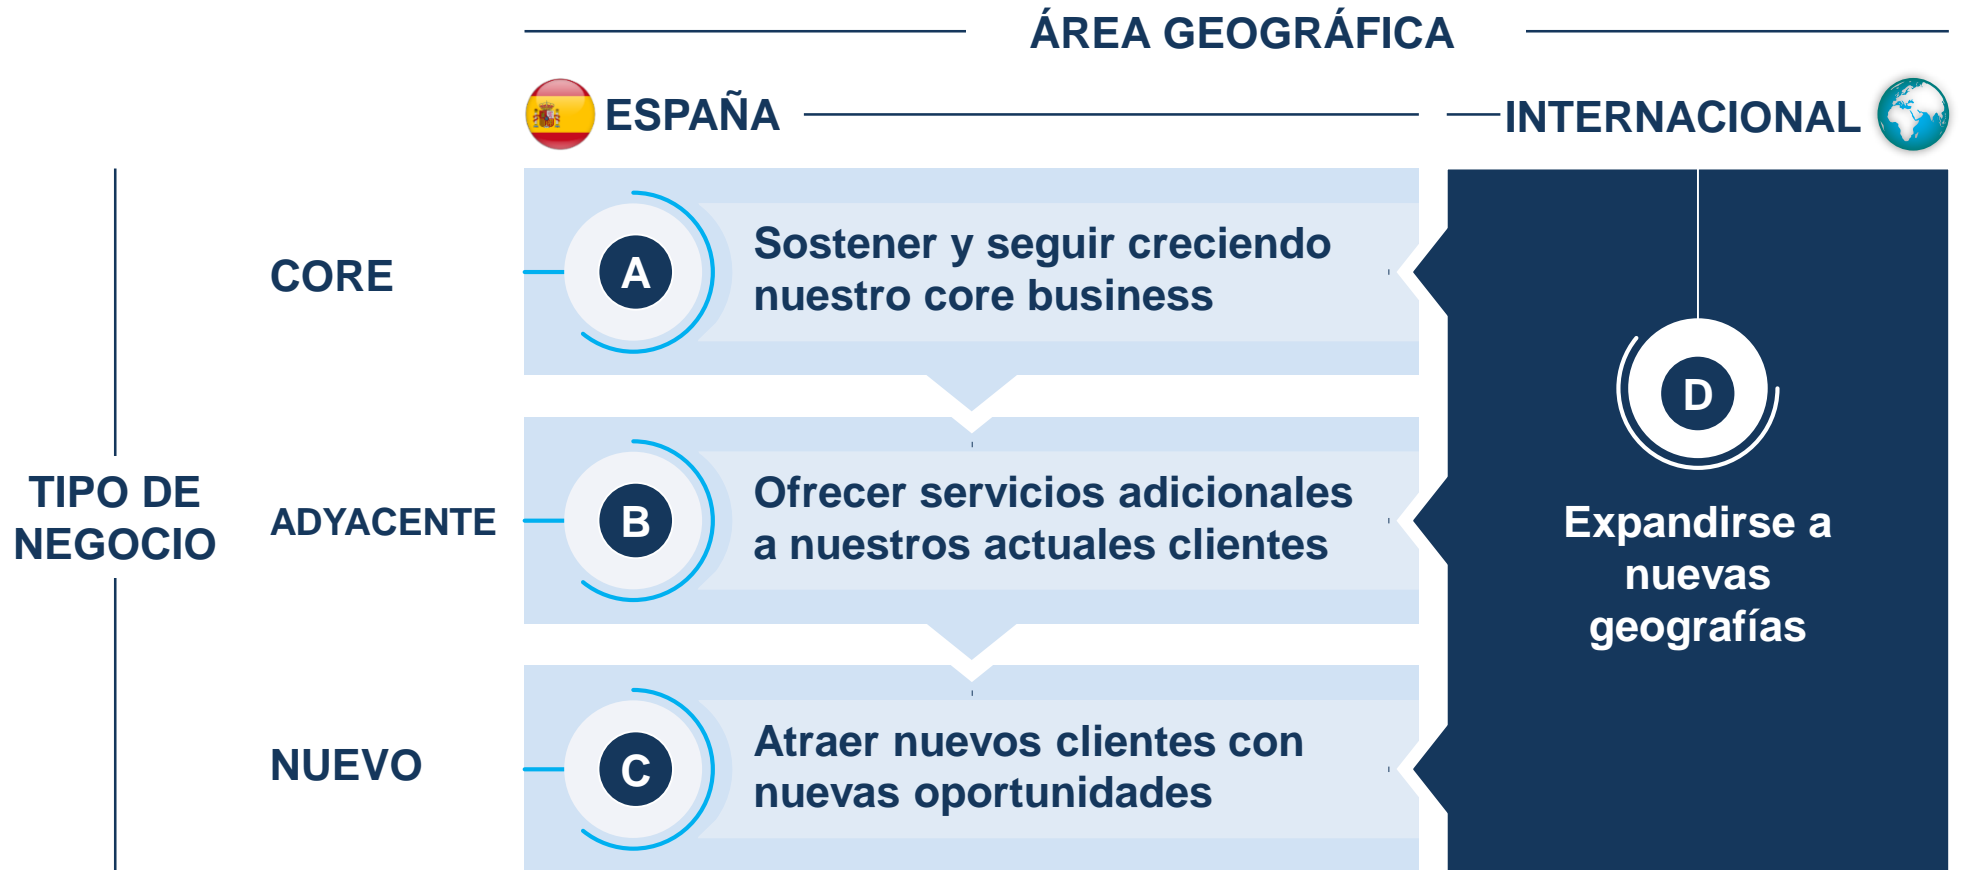 ÁREA GEOGRÁFICA
ESPAÑA
INTERNACIONAL
TIPO DE
NEGOCIO
CORE
A
Sostener y seguir creciendo
nuestro core business
ADYACENTE
B
Ofrecer servicios adicionales
a nuestros actuales clientes
NUEVO
C
Atraer nuevos clientes con
nuevas oportunidades
D
Expandirse a
nuevas
geografías